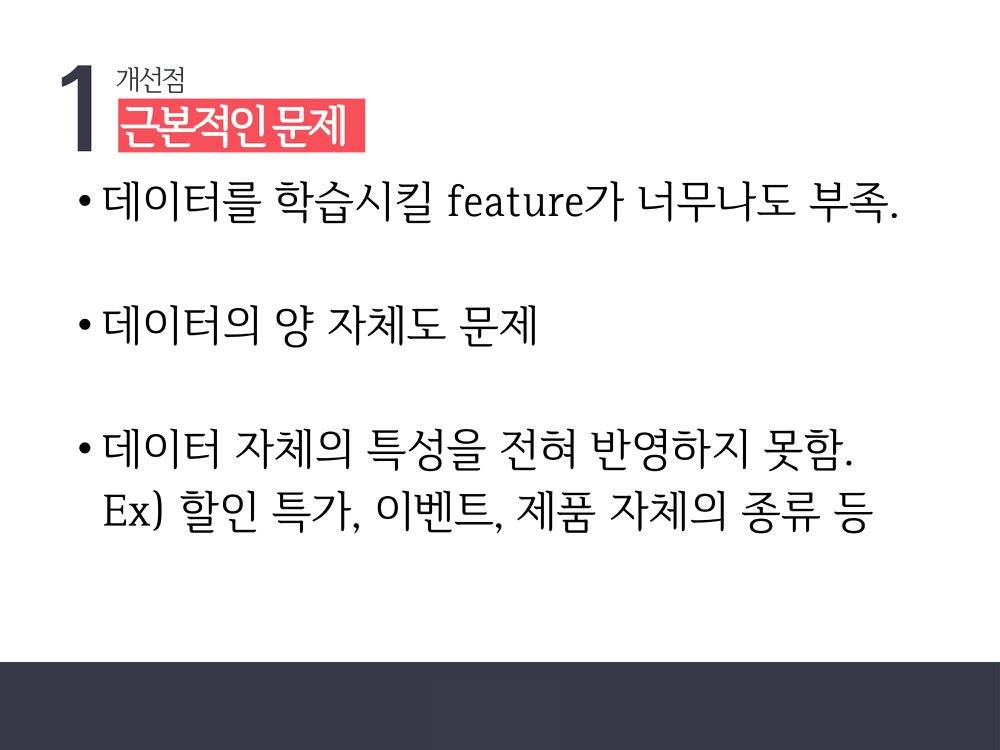 1
개선점
근본적인 문제
• 데이터를 학습시킬 feature가 너무나도 부족.
• 데이터의 양 자체도 문제
• 데이터 자체의 특성을 전혀 반영하지 못함.
Ex) 할인 특가, 이벤트, 제품 자체의 종류 등